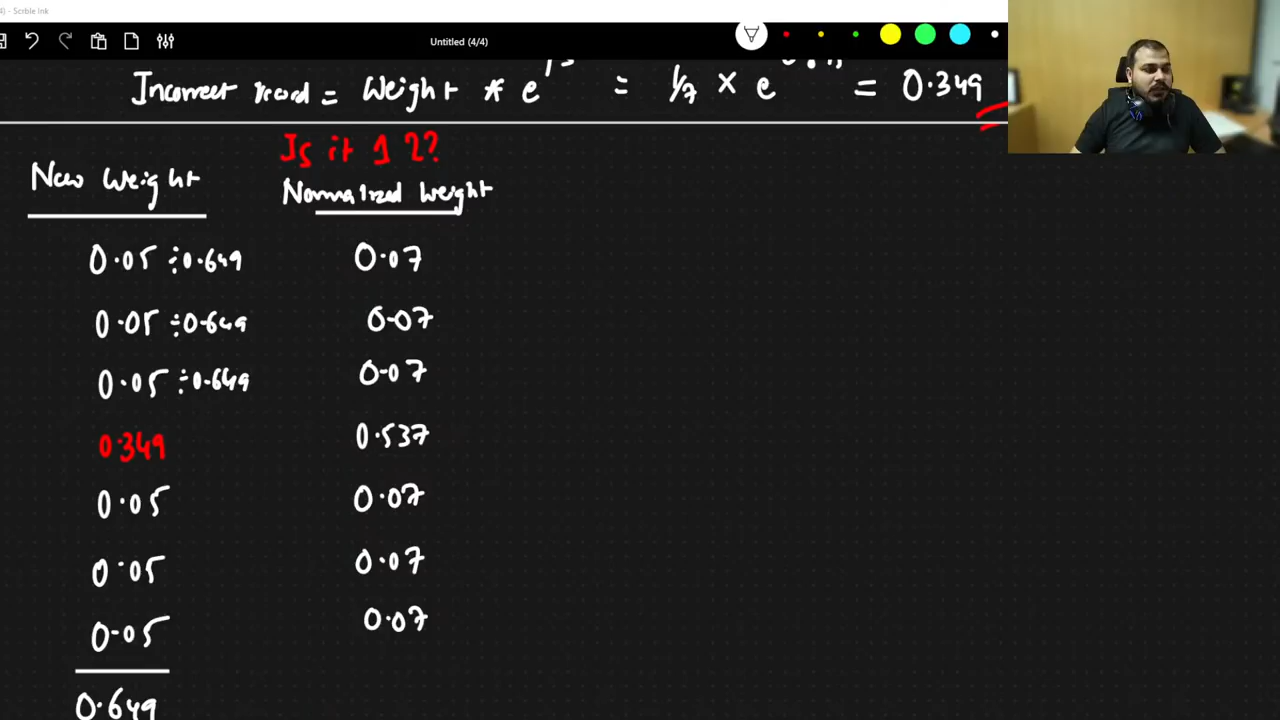 /4) - Scrble Ink
Untitled (4/4)
Incorrect = Weight * e = 1/7 × e = 0.349
Is it 1 ??
New Weight
Normalized Weight
0.05 ÷0.649 0.07
0.05 ÷0.649 0.07
0.05 ÷0.649 0.07
0.349 0.537
0.05 0.07
0.05 0.07
0.05 0.07
0.649